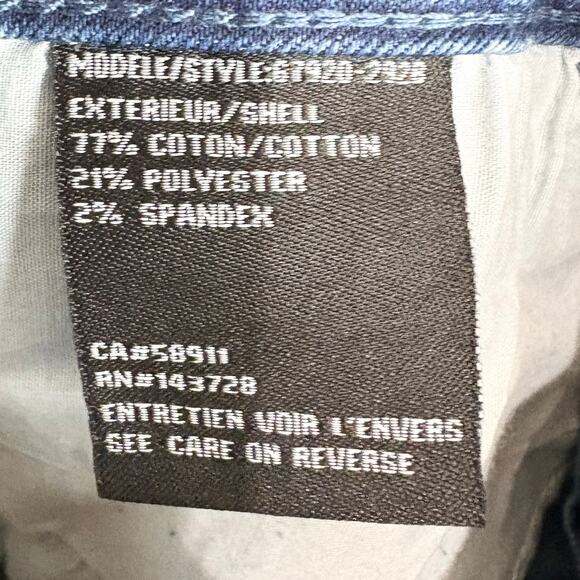 MODELE/STYLE:67920-2928
EXTERIEUR/SHELL
77% COTON/COTTON
21% POLYESTER
2% SPANDEX
CA#58911
RN#143728
ENTRETIEN VOIR L'ENVERS
SEE CARE ON REVERSE